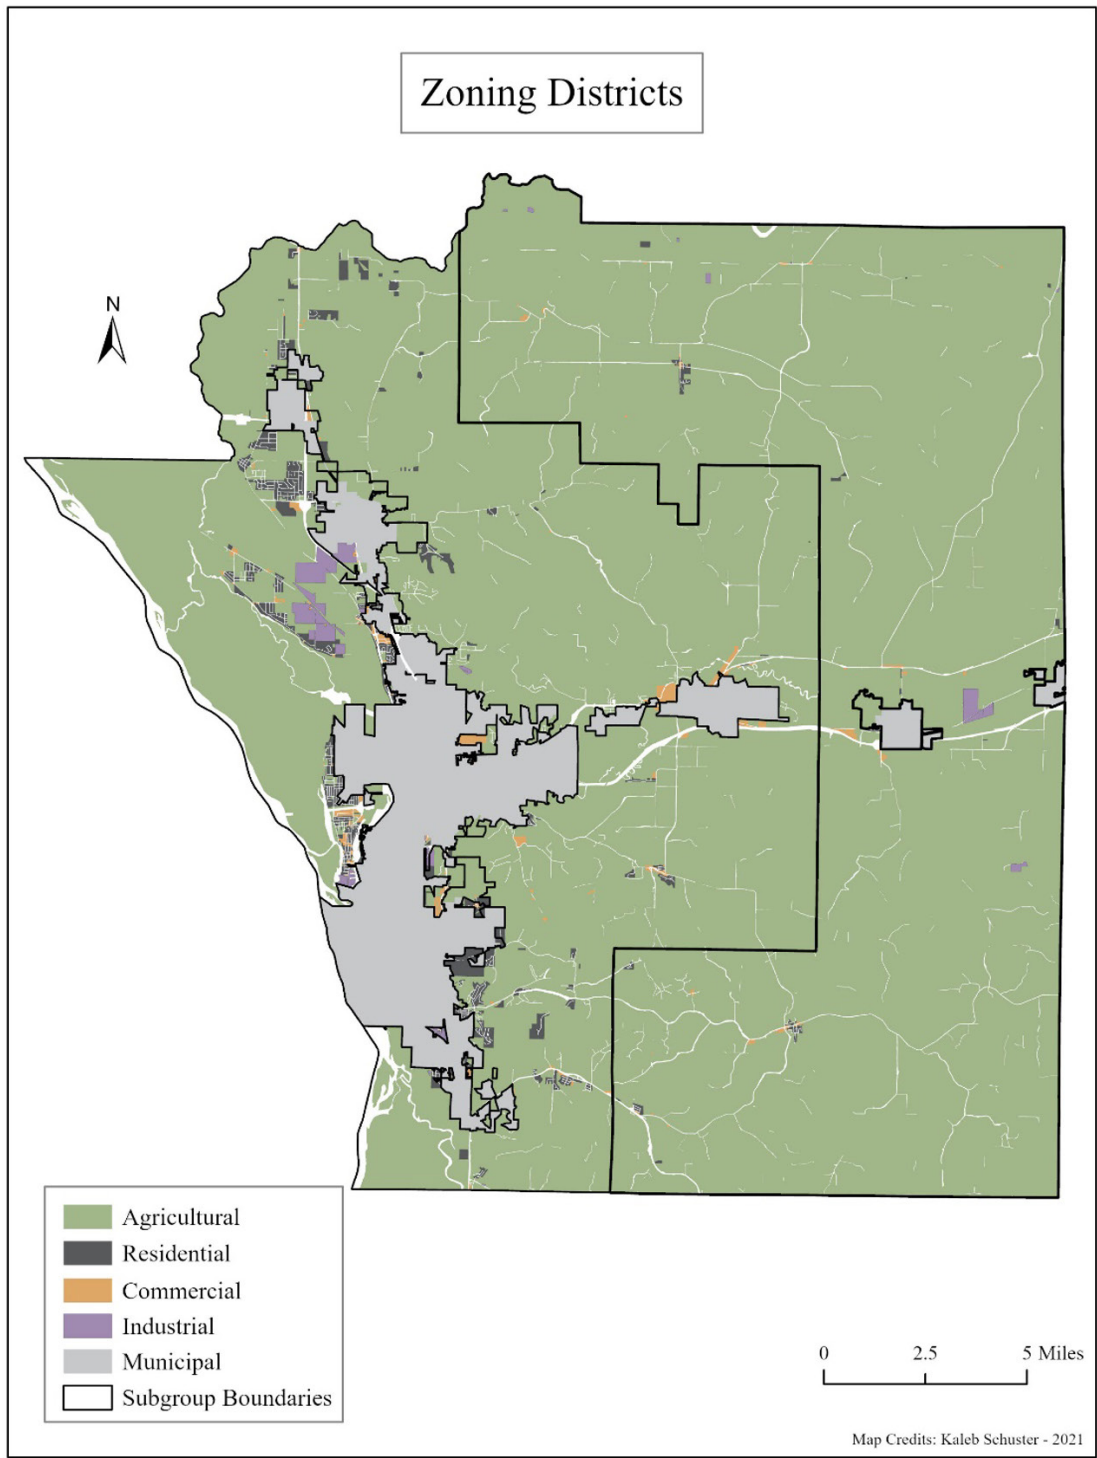 Zoning Districts
N
Agricultural
Residential
Commercial
Industrial
Municipal
Subgroup Boundaries
0 2.5 5 Miles
Map Credits: Kaleb Schuster - 2021